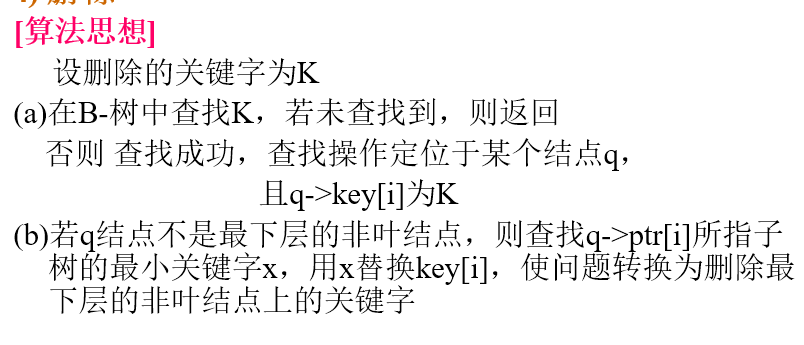 [算法思想]
设删除的关键字为K
(a)在B-树中查找K，若未查找到，则返回
否则 查找成功，查找操作定位于某个结点q，
且q->key[i]为K
(b)若q结点不是最下层的非叶结点，则查找q->ptr[i]所指子
树的最小关键字x，用x替换key[i]，使问题转换为删除最
下层的非叶结点上的关键字